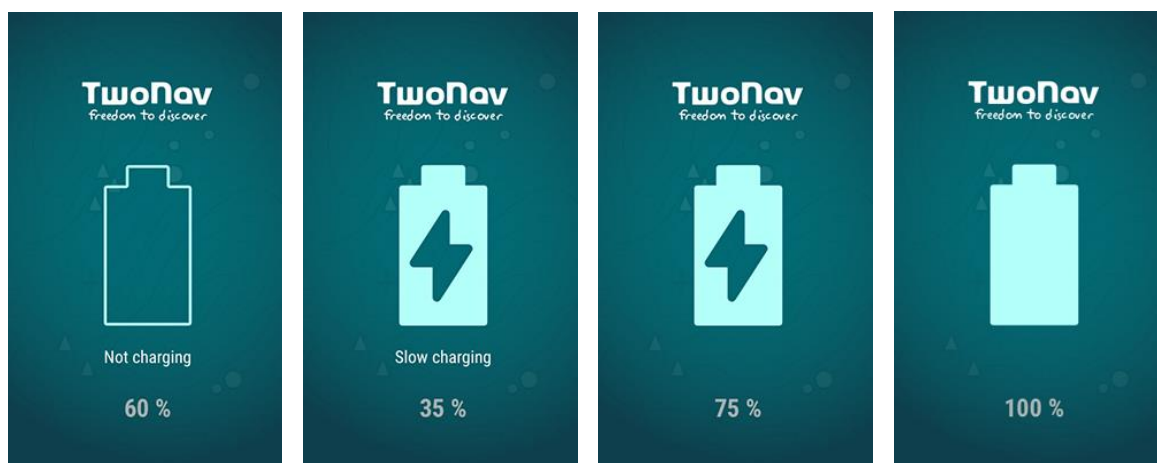 TwoNav
freedom to discover
Not charging
60 %
TwoNav
freedom to discover
Slow charging
35 %
TwoNav
freedom to discover
75 %
TwoNav
freedom to discover
100 %